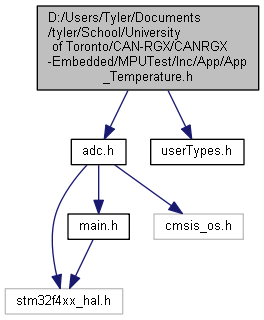 D:/Users/Tyler/Documents
/tyler/School/University
of Toronto/CAN-RGX/CANRGX
-Embedded/MPUTest/Inc/App/App
_Temperature.h
adc.h
userTypes.h
main.h
cmsis_os.h
stm32f4xx_hal.h